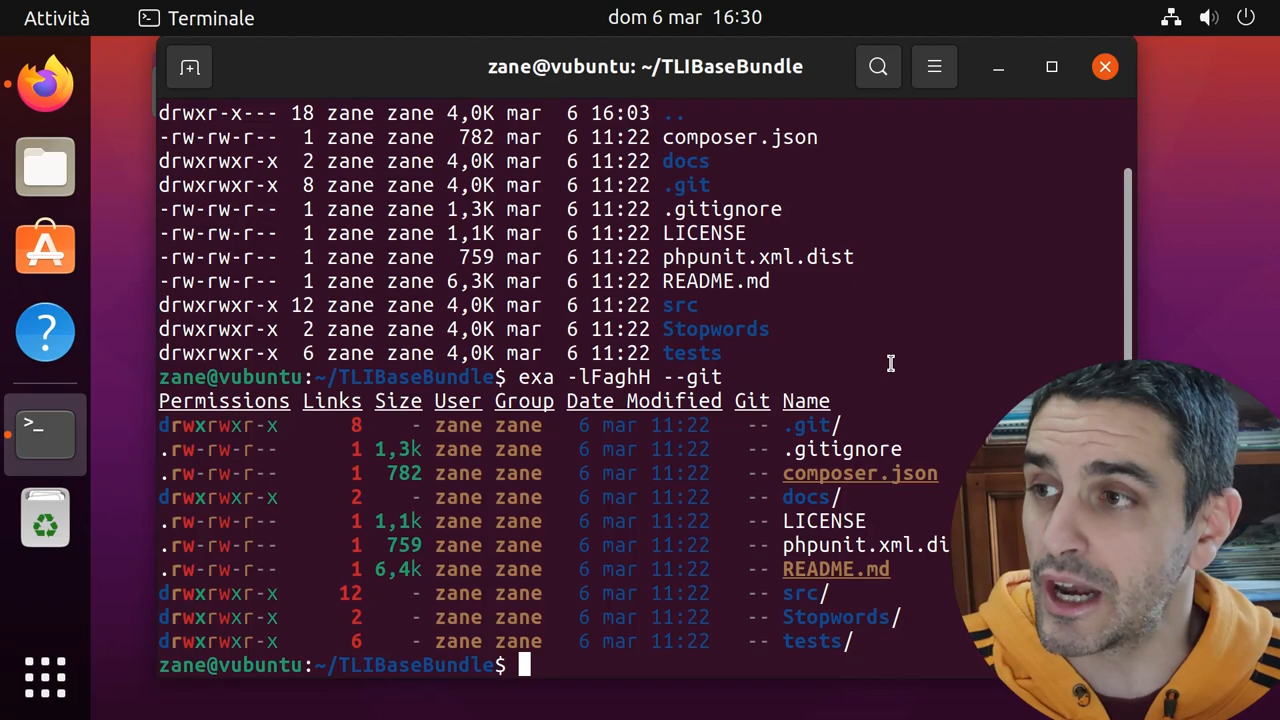 Attività Terminale dom 6 mar 16:30
zane@vubuntu: ~/TLIBaseBundle
drwxr-x--- 18 zane zane 4,0K mar 6 16:03 ..
-rw-rw-r-- 1 zane zane 782 mar 6 11:22 composer.json
drwxrwxr-x 2 zane zane 4,0K mar 6 11:22 docs
drwxrwxr-x 8 zane zane 4,0K mar 6 11:22 .git
-rw-rw-r-- 1 zane zane 1,3K mar 6 11:22 .gitignore
-rw-rw-r-- 1 zane zane 1,1K mar 6 11:22 LICENSE
-rw-rw-r-- 1 zane zane 759 mar 6 11:22 phpunit.xml.dist
-rw-rw-r-- 1 zane zane 6,3K mar 6 11:22 README.md
drwxrwxr-x 12 zane zane 4,0K mar 6 11:22 src
drwxrwxr-x 2 zane zane 4,0K mar 6 11:22 Stopwords
drwxrwxr-x 6 zane zane 4,0K mar 6 11:22 tests
zane@vubuntu:~/TLIBaseBundle$ exa -lFaghH --git
Permissions Links Size User Group Date Modified Git Name
drwxrwxr-x 8 - zane zane 6 mar 11:22 -- .git/
.rw-rw-r-- 1 1,3k zane zane 6 mar 11:22 -- .gitignore
.rw-rw-r-- 1 782 zane zane 6 mar 11:22 -- composer.json
drwxrwxr-x 2 - zane zane 6 mar 11:22 -- docs/
.rw-rw-r-- 1 1,1k zane zane 6 mar 11:22 -- LICENSE
.rw-rw-r-- 1 759 zane zane 6 mar 11:22 -- phpunit.xml.di
.rw-rw-r-- 1 6,4k zane zane 6 mar 11:22 -- README.md
drwxrwxr-x 12 - zane zane 6 mar 11:22 -- src/
drwxrwxr-x 2 - zane zane 6 mar 11:22 -- Stopwords/
drwxrwxr-x 6 - zane zane 6 mar 11:22 -- tests/
zane@vubuntu:~/TLIBaseBundle$